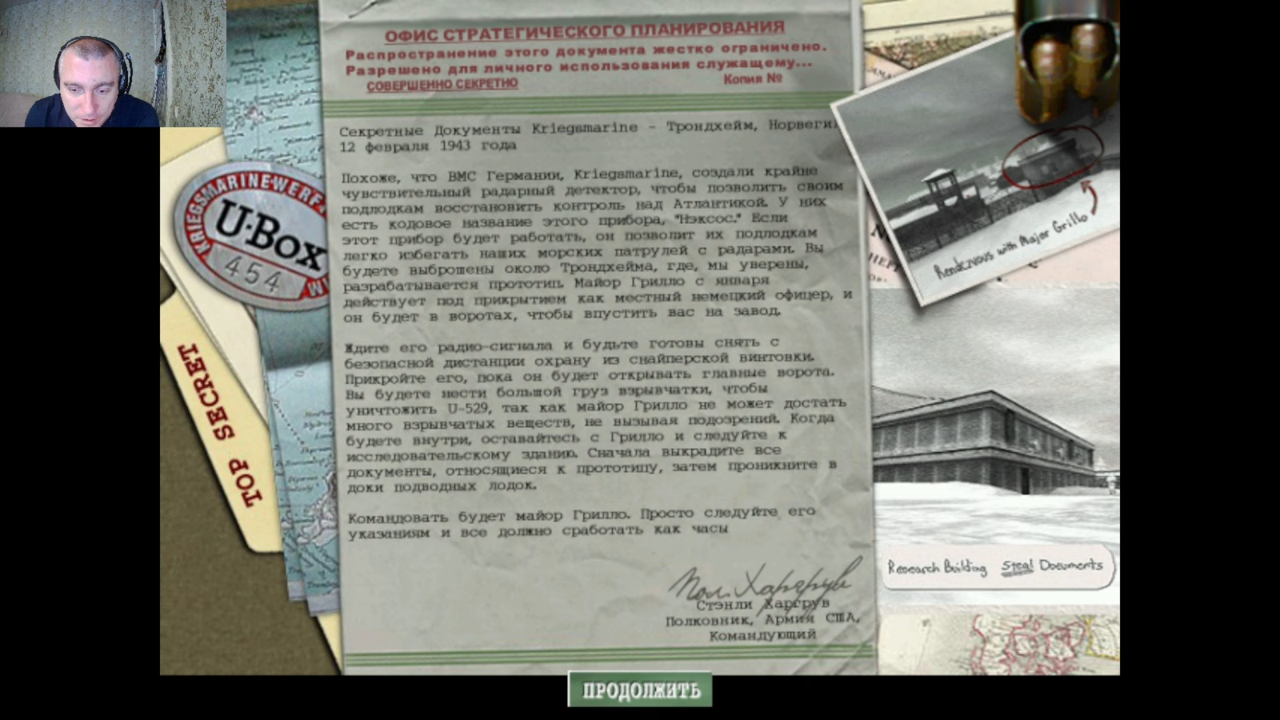 ОФИС СТРАТЕГИЧЕСКОГО ПЛАНИРОВАНИЯ
Распространение этого документа жестко ограничено.
Разрешено для личного использования служащему...
СОВЕРШЕННО СЕКРЕТНО
Копия №
Секретные Документы Kriegsmarine - Трондхейм, Норвеги
12 февраля 1943 года
Похоже, что ВМС Германии, Kriegsmarine, создали крайне
чувствительный радарный детектор, чтобы позволить своим
подлодкам восстановить контроль над Атлантикой. У них
есть кодовое название этого прибора, "Нэксос." Если
этот прибор будет работать, он позволит их подлодкам
легко избегать наших морских патрулей с радарами. Вы
будете выброшены около Трондхейма, где, мы уверены,
разрабатывается прототип. Майор Грилло с января
действует под прикрытием как местный немецкий офицер, и
он будет в воротах, чтобы впустить вас на завод.
Ждите его радио-сигнала и будьте готовы снять с
безопасной дистанции охрану из снайперской винтовки.
Прикройте его, пока он будет открывать главные ворота.
Вы будете нести большой груз взрывчатки, чтобы
уничтожить U-529, так как майор Грилло не может достать
много взрывчатых веществ, не вызывая подозрений. Когда
будете внутри, оставайтесь с Грилло и следуйте к
исследовательскому зданию. Сначала выкрадите все
документы, относящиеся к прототипу, затем проникните в
доки подводных лодок.
Командовать будет майор Грилло. Просто следуйте его
указаниям и все должно сработать как часы
Пол Харгрув
Стэнли Харгрув
Полковник, Армия США,
Командующий
KRIEGSMARINE-WERF
U-Box
454
TOP SECRET
Rendezvous with Major Grillo
Research Building Steal Documents
ПРОДОЛЖИТЬ